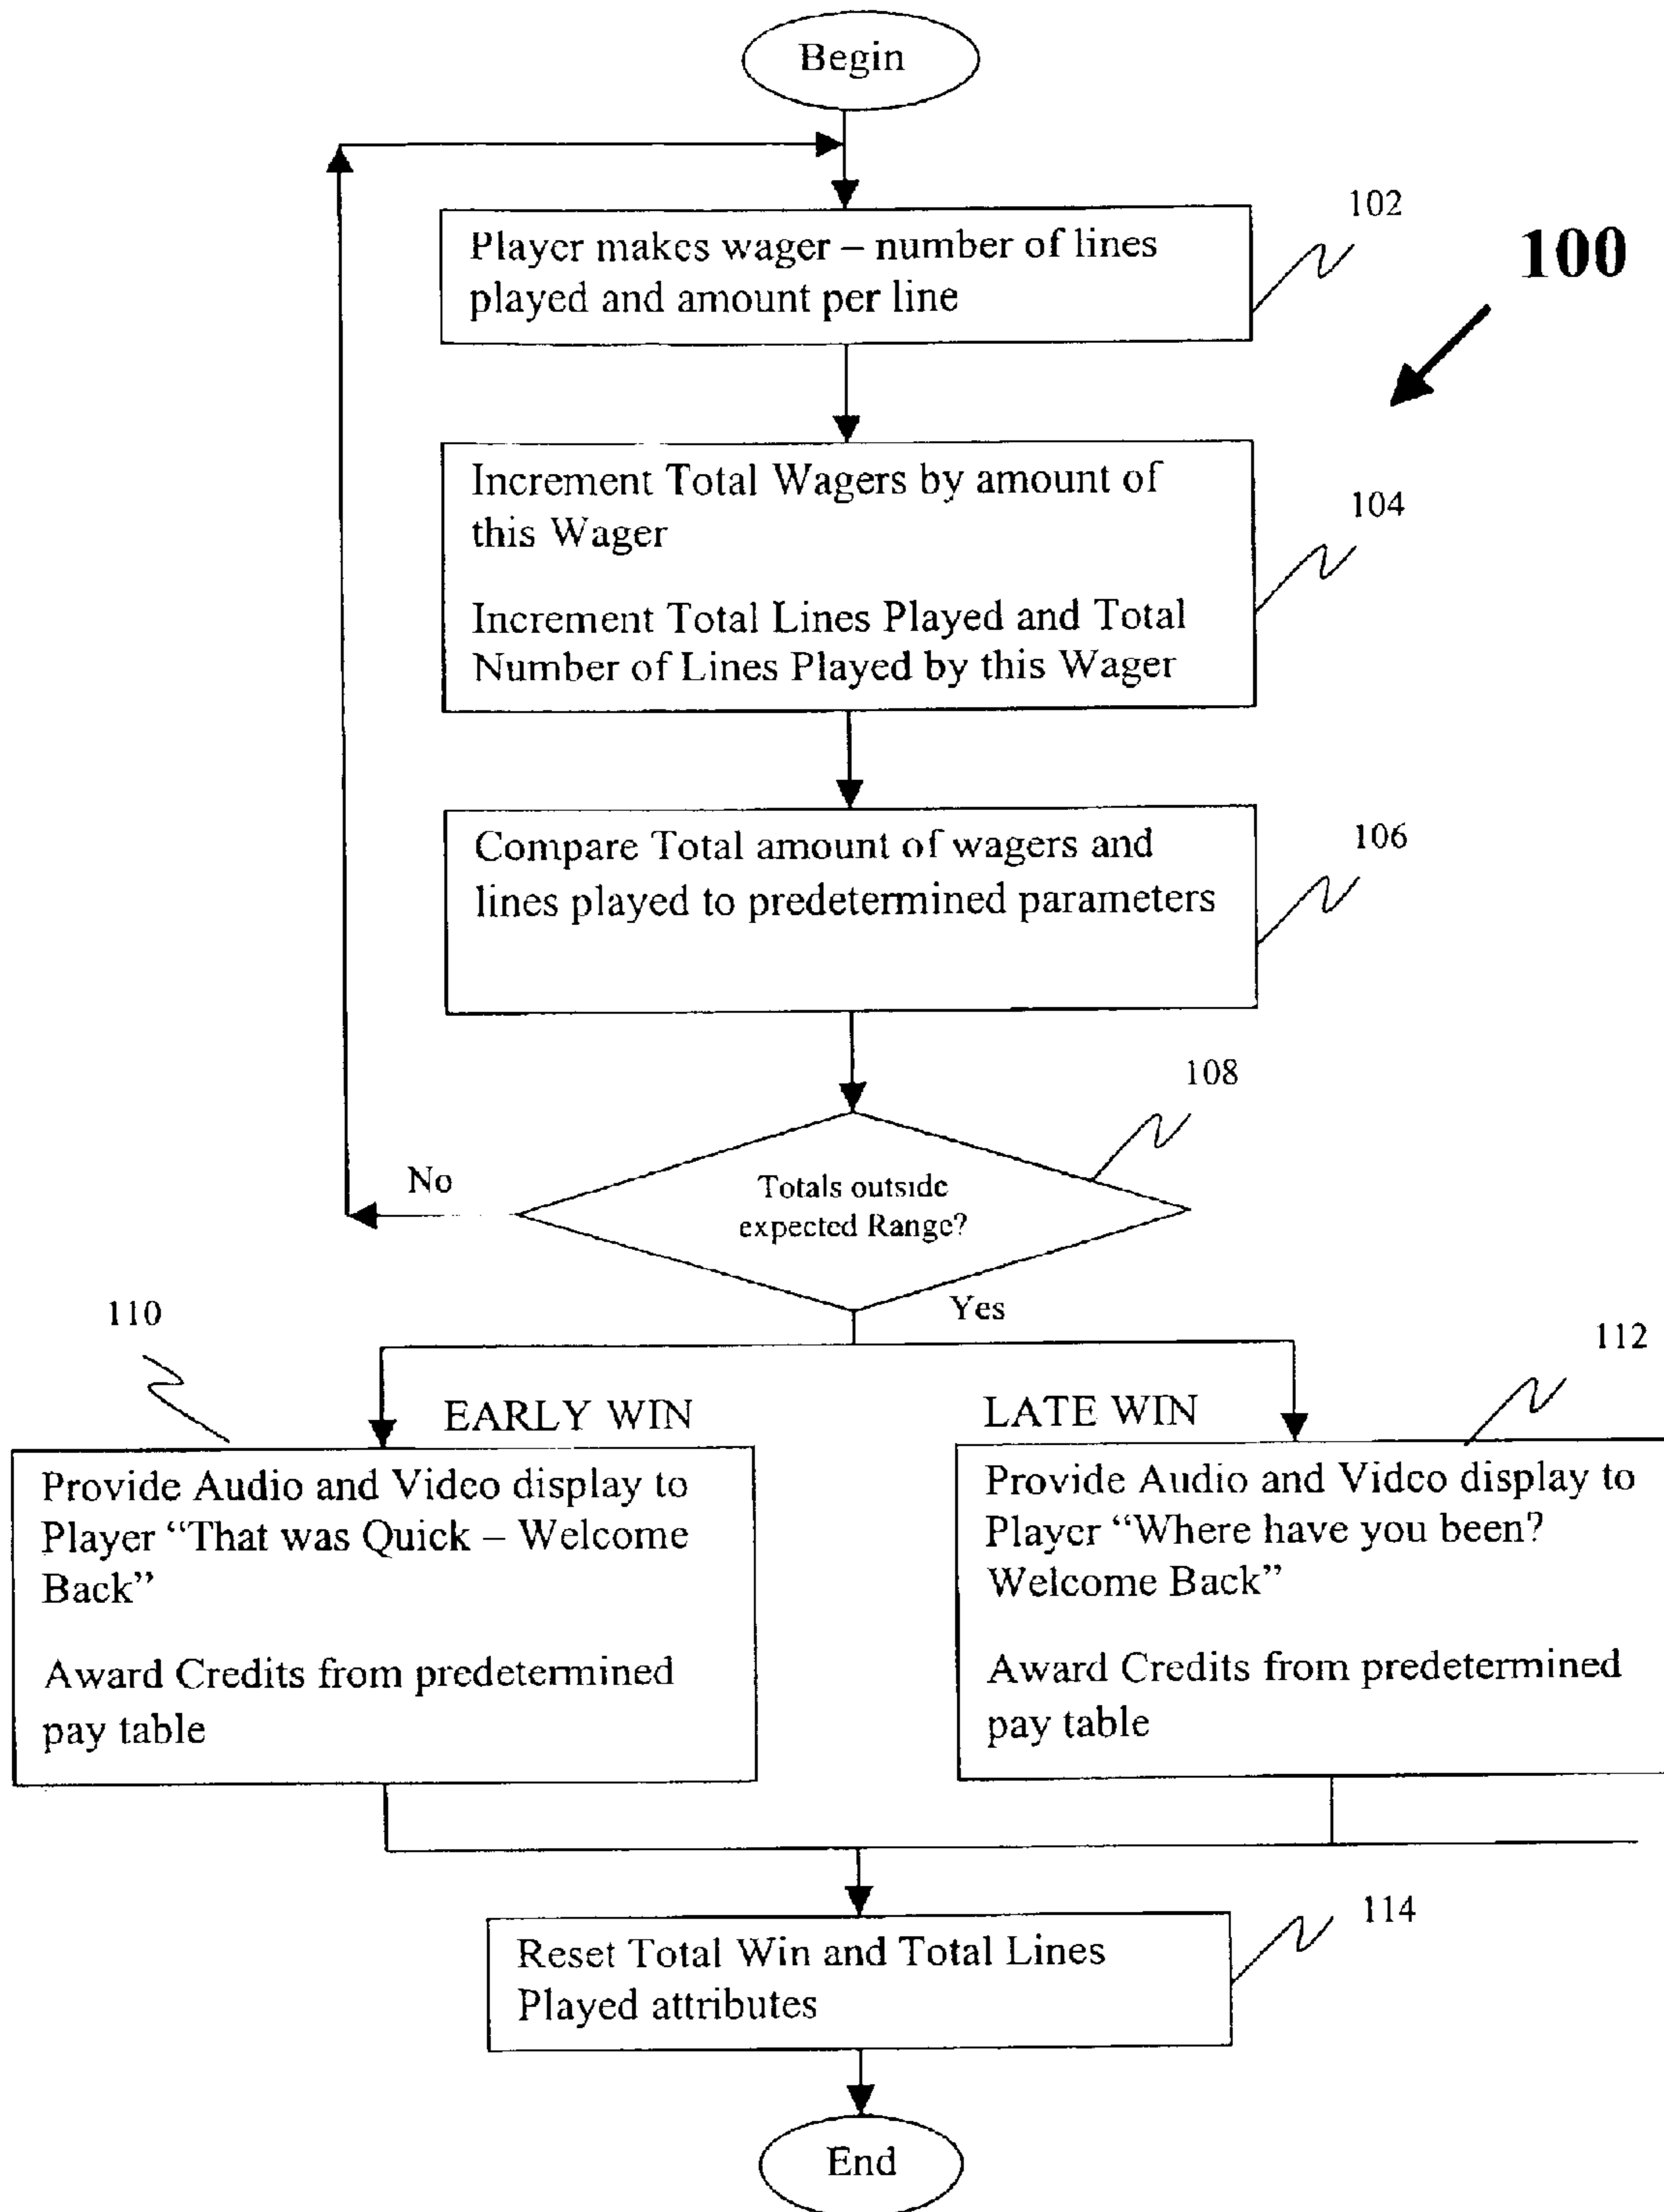 Begin
102
100
Player makes wager – number of lines
played and amount per line
Increment Total Wagers by amount of
this Wager
104
Increment Total Lines Played and Total
Number of Lines Played by this Wager
106
Compare Total amount of wagers and
lines played to predetermined parameters
108
Totals outside
expected Range?
No
Yes
110
112
EARLY WIN
LATE WIN
Provide Audio and Video display to
Player “That was Quick – Welcome
Back”
Award Credits from predetermined
pay table
Provide Audio and Video display to
Player “Where have you been?
Welcome Back”
Award Credits from predetermined
pay table
114
Reset Total Win and Total Lines
Played attributes
End